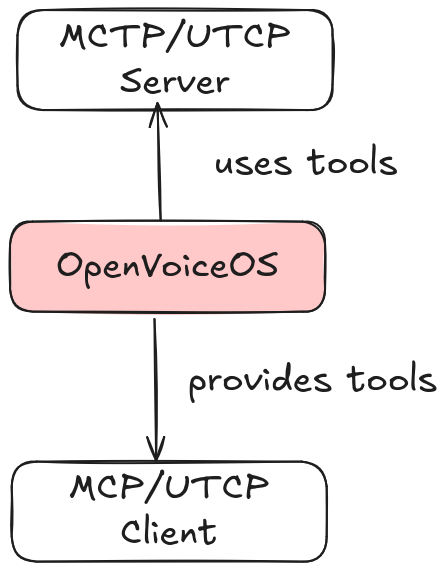 MCTP/UTCP
Server
uses tools
OpenVoiceOS
provides tools
MCP/UTCP
Client